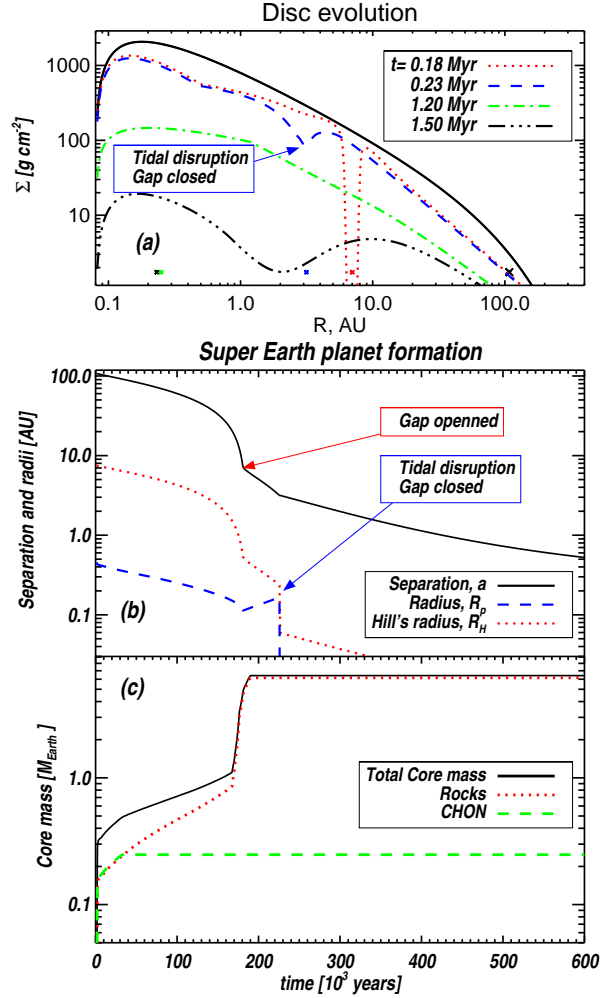 Disc evolution
Σ [g cm⁻²]
1000
100
10
t= 0.18 Myr
0.23 Myr
1.20 Myr
1.50 Myr
Tidal disruption
Gap closed
(a)
0.1
1.0
10.0
100.0
R, AU
Super Earth planet formation
Separation and radii [AU]
100.0
10.0
1.0
0.1
Gap openned
Tidal disruption
Gap closed
Separation, a
Radius, R_p
Hill's radius, R_H
(b)
(c)
Core mass [M_Earth]
1.0
0.1
Total Core mass
Rocks
CHON
0
100
200
300
400
500
600
time [10³ years]